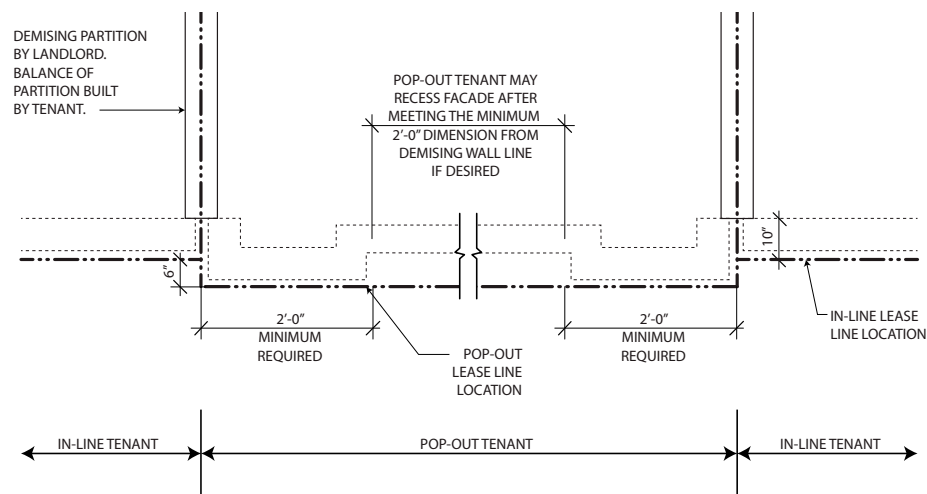 DEMISING PARTITION
BY LANDLORD.
BALANCE OF
PARTITION BUILT
BY TENANT.
POP-OUT TENANT MAY
RECESS FACADE AFTER
MEETING THE MINIMUM
2'-0" DIMENSION FROM
DEMISING WALL LINE
IF DESIRED
10"
6"
2'-0"
MINIMUM
REQUIRED
2'-0"
MINIMUM
REQUIRED
POP-OUT
LEASE LINE
LOCATION
IN-LINE LEASE
LINE LOCATION
IN-LINE TENANT
POP-OUT TENANT
IN-LINE TENANT